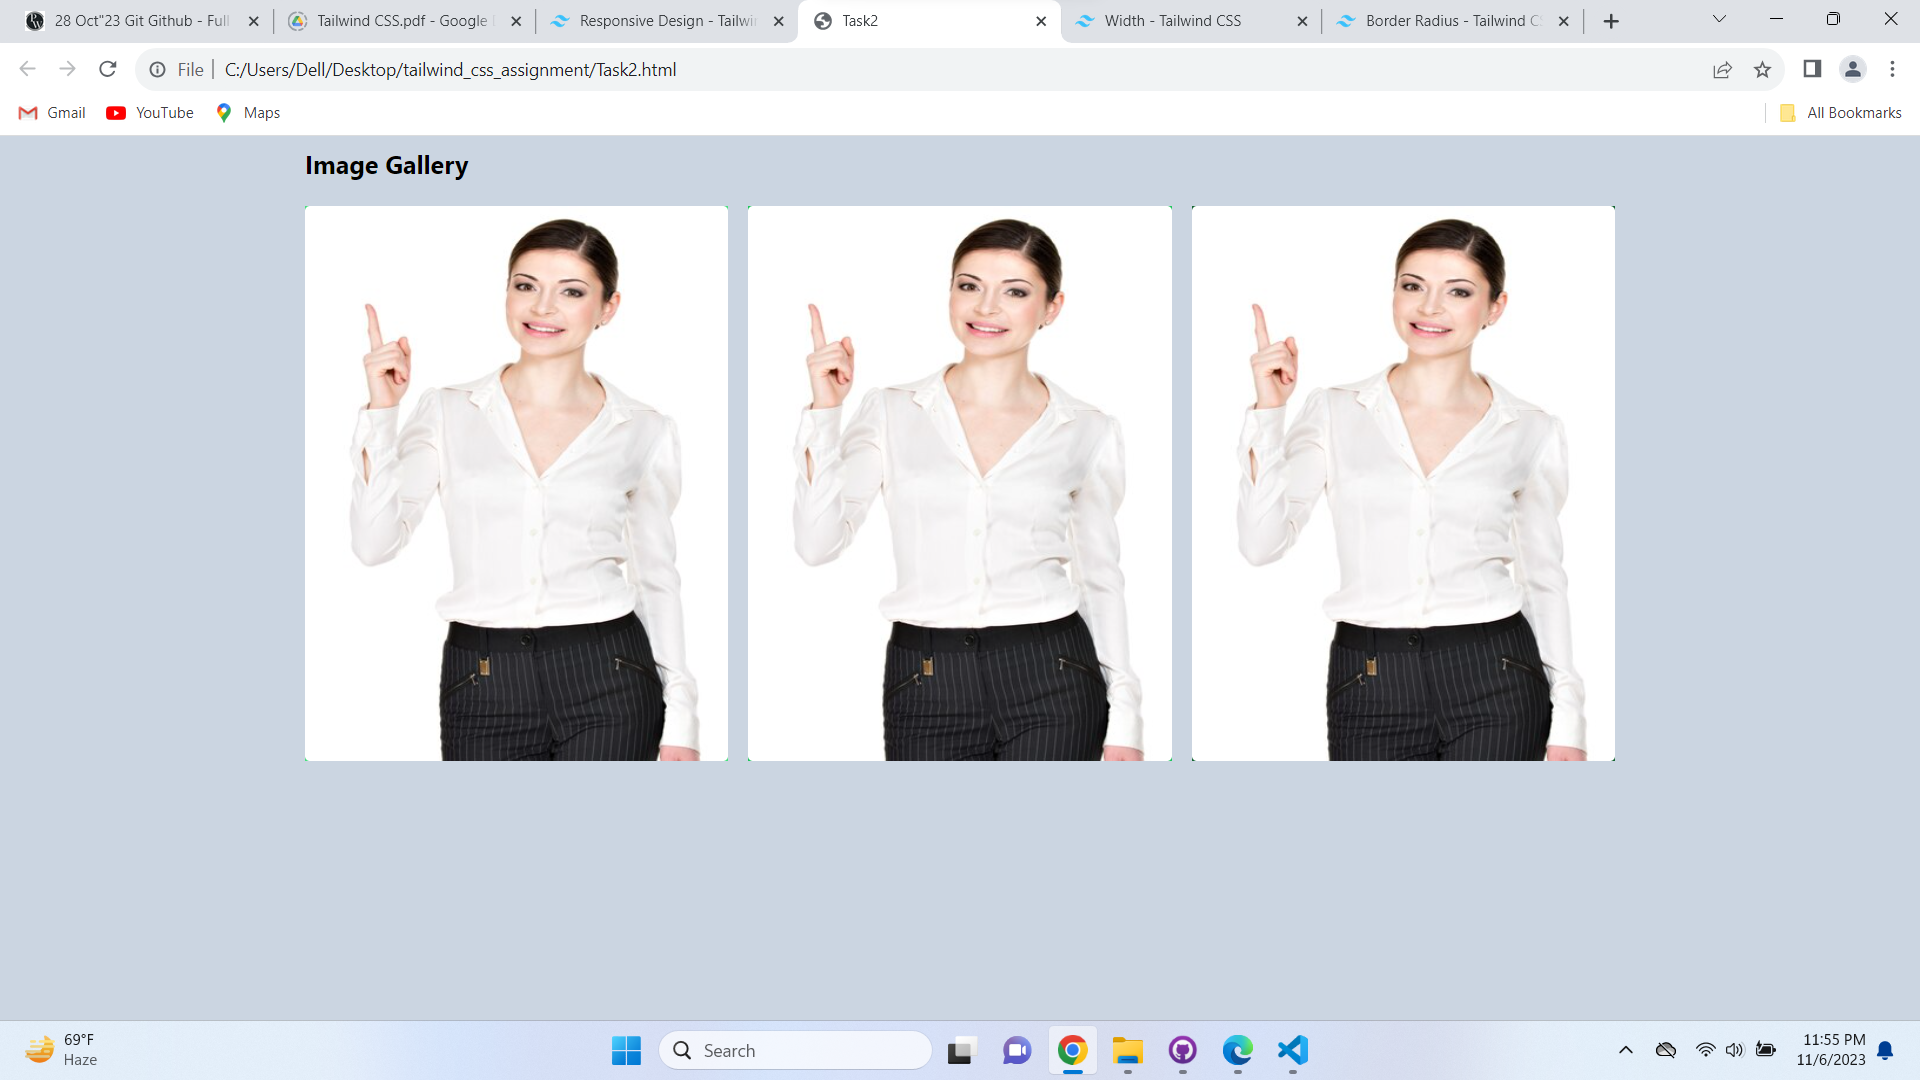 28 Oct"23 Git Github - Full
Tailwind CSS.pdf - Google
Responsive Design - Tailwin
Task2
Width - Tailwind CSS
Border Radius - Tailwind CS
File
C:/Users/Dell/Desktop/tailwind_css_assignment/Task2.html
Gmail
YouTube
Maps
All Bookmarks
Image Gallery
69°F
Haze
Search
11:55 PM
11/6/2023